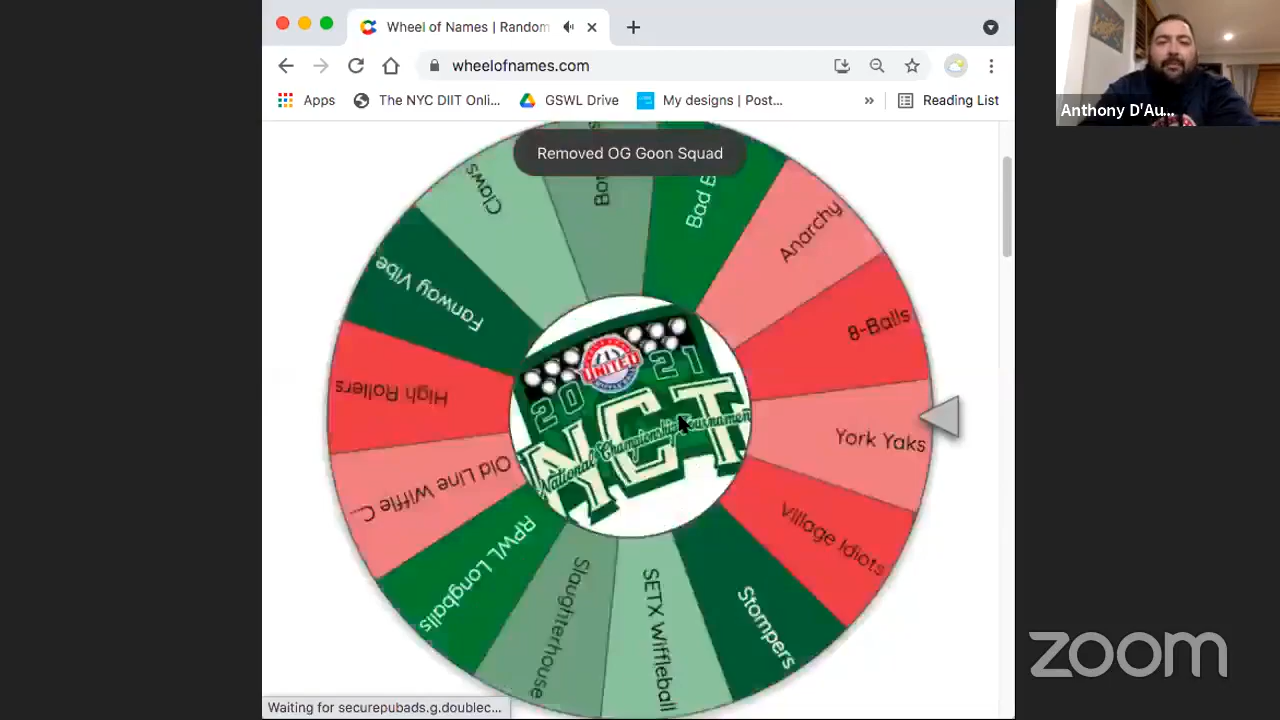 Wheel of Names | Random
wheelofnames.com
Apps
The NYC DIIT Onli...
GSWL Drive
My designs | Post...
»
Reading List
Anthony D'Au...
Removed OG Goon Squad
Claws
Bad
Anarchy
8-Balls
York Yaks
Village Idiots
Stompers
SETX Wiffleball
Slaughterhouse
RPWL Longballs
Old Line Wiffle C...
High Rollers
Fanway Vibe
UNITED
2021
NCT
National Championship Tournament
Waiting for securepubads.g.doublec...
zoom